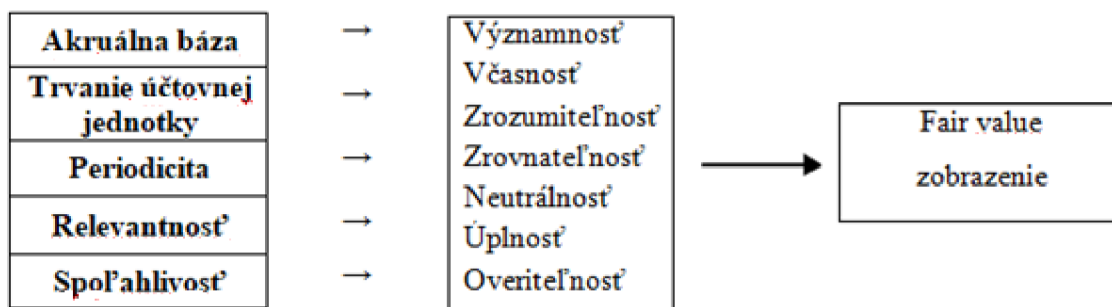 Akruálna báza
Trvanie účtovnej
jednotky
Periodicita
Relevantnosť
Spoľahlivosť
→
→
→
→
→
Významnosť
Včasnosť
Zrozumiteľnosť
Zrovnateľnosť
Neutrálnosť
Úplnosť
Overiteľnosť
Fair value
zobrazenie